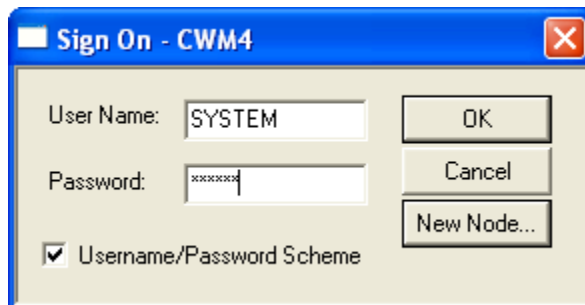 Sign On - CWM4
User Name: SYSTEM OK
Password: ****** Cancel
New Node...
Username/Password Scheme